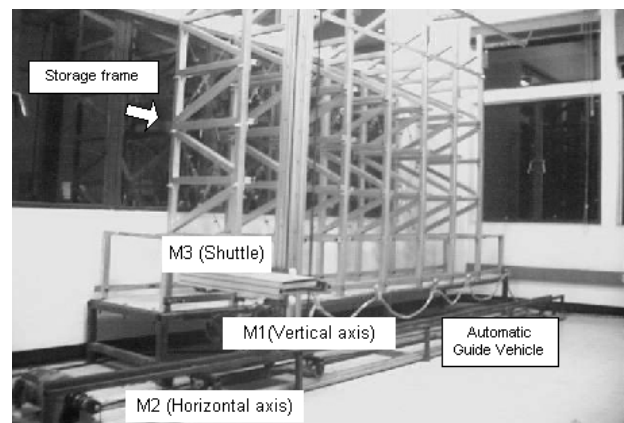 Storage frame
M3 (Shuttle)
M1(Vertical axis)
Automatic
Guide Vehicle
M2 (Horizontal axis)